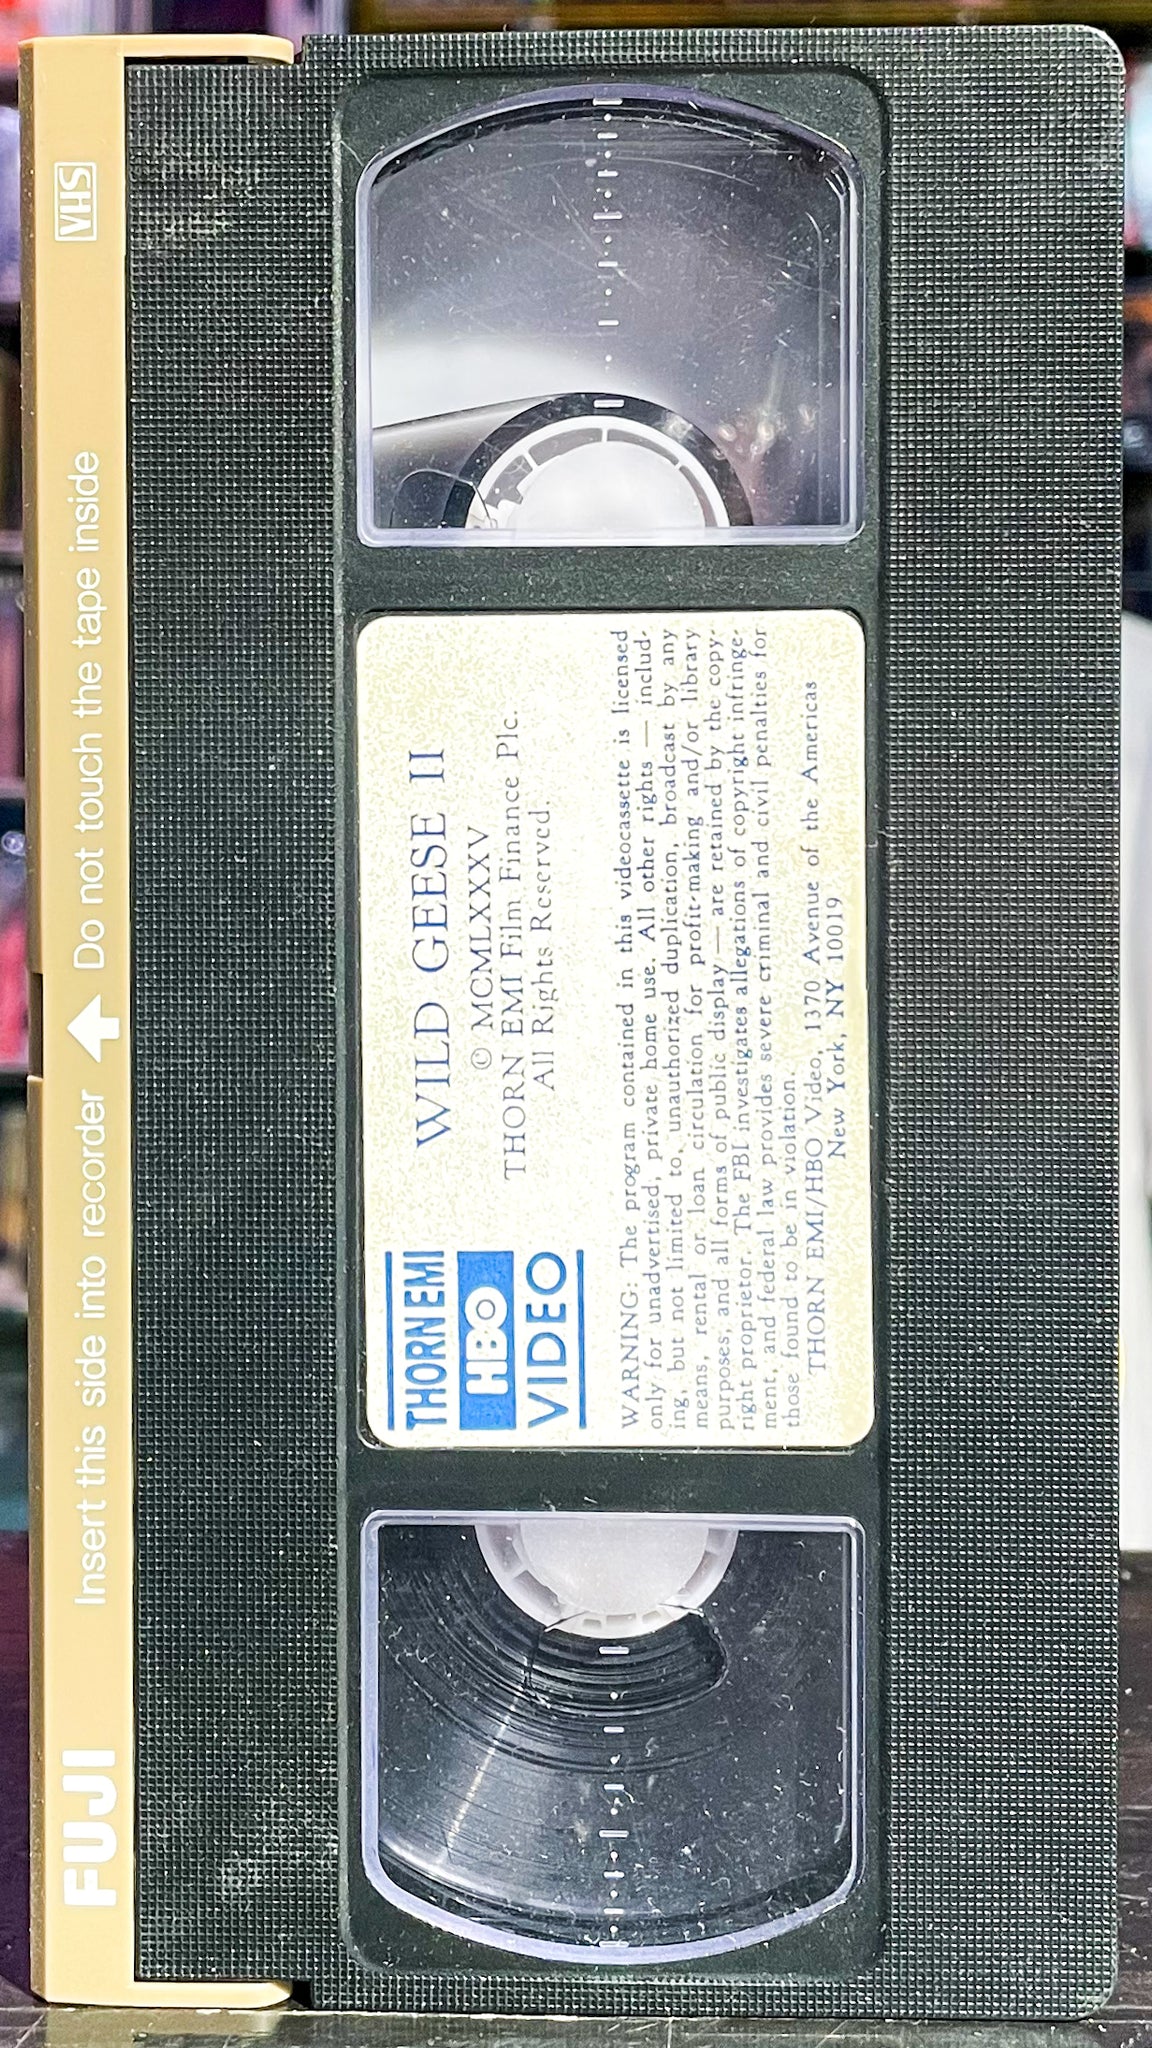 FUJI
Insert this side into recorder
Do not touch the tape inside
VHS
THORN EMI
HBO
VIDEO
WILD GEESE II
© MCMLXXXV
THORN EMI Film Finance Plc.
All Rights Reserved.
WARNING: The program contained in this videocassette is licensed
only for unadvertised, private home use. All other rights — includ-
ing, but not limited to, unauthorized duplication, broadcast by any
means, rental or loan circulation for profit-making and/or library
purposes, and all forms of public display — are retained by the copy-
right proprietor. The FBI investigates allegations of copyright infringe-
ment, and federal law provides severe criminal and civil penalties for
those found to be in violation.
THORN EMI/HBO Video, 1370 Avenue of the Americas
New York, NY 10019